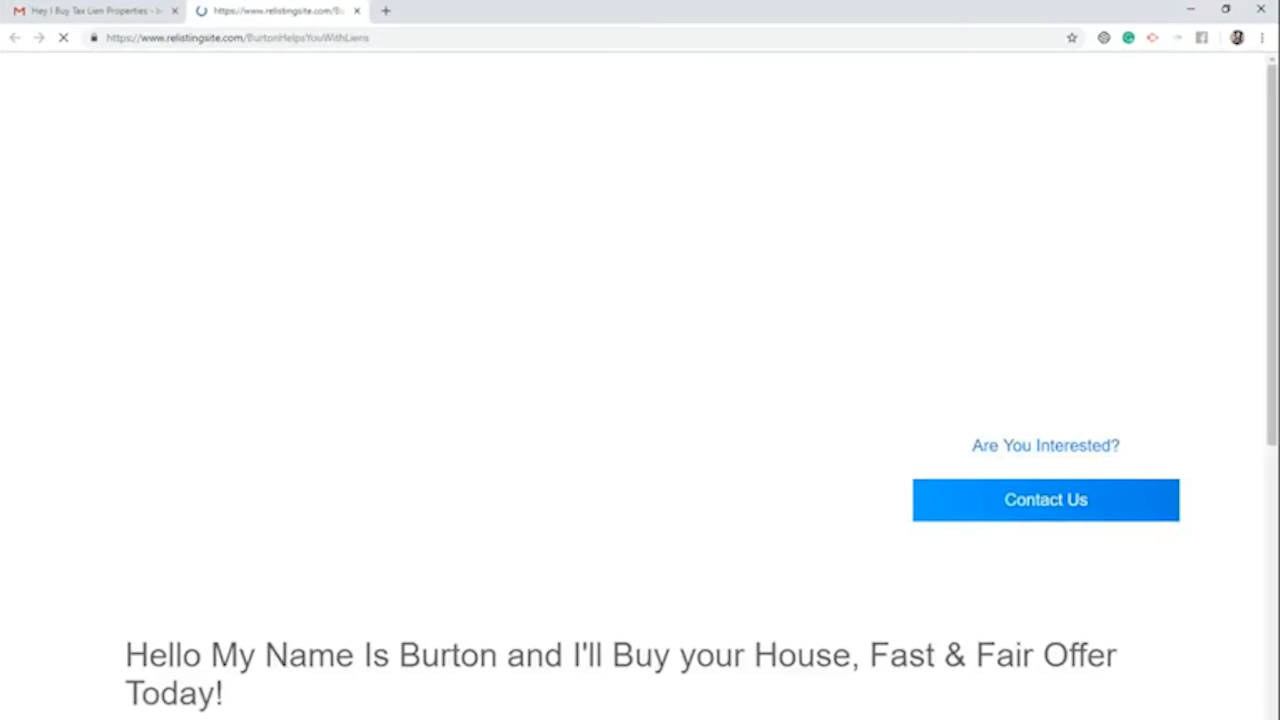 Hey I Buy Tax Lien Properties -
https://www.relistingsite.com/Bu
https://www.relistingsite.com/BurtonHelpsYouWithLiens
Are You Interested?
Contact Us
Hello My Name Is Burton and I'll Buy your House, Fast & Fair Offer
Today!